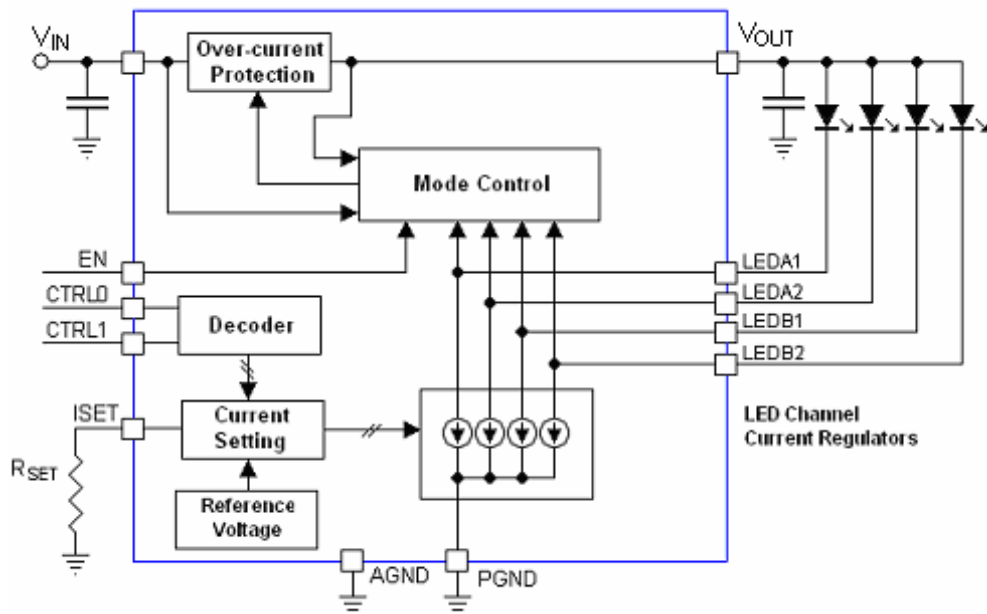 VIN
Over-current
Protection
VOUT
Mode Control
EN
CTRL0
CTRL1
Decoder
LEDA1
LEDA2
LEDB1
LEDB2
ISET
Current
Setting
LED Channel
Current Regulators
RSET
Reference
Voltage
AGND
PGND